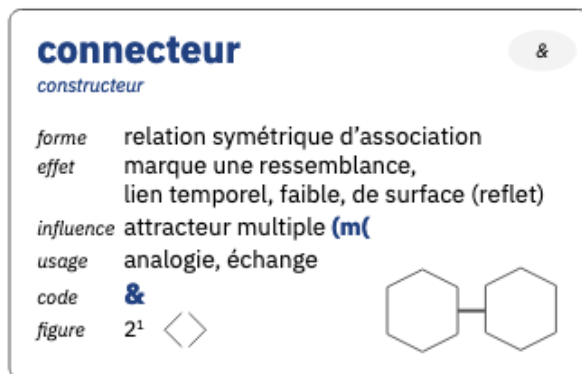 connecteur
&
constructeur
forme relation symétrique d’association
effet marque une ressemblance,
lien temporel, faible, de surface (reflet)
influence attracteur multiple (m(
usage analogie, échange
code &
figure 2¹